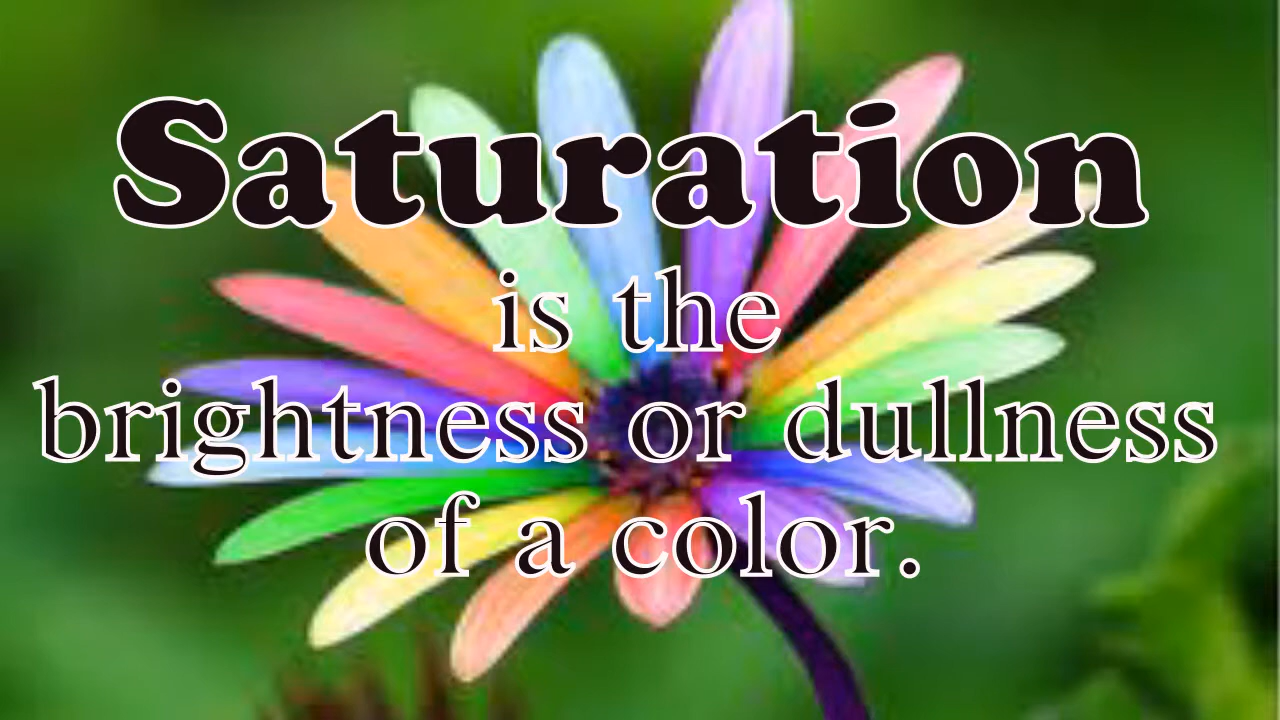 Saturation
is the
brightness or dullness
of a color.